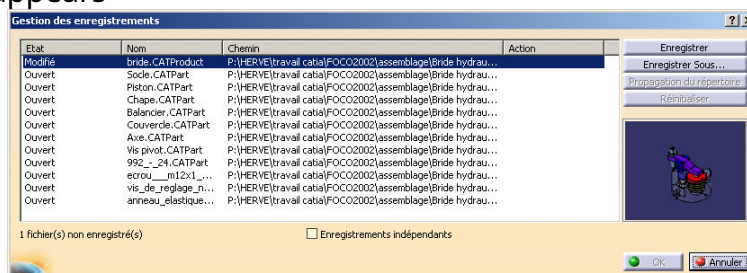 Gestion des enregistrements
Etat Nom Chemin Action
Modifié bride.CATProduct P:\HERVE\travail catia\FOCO2002\assemblage\Bride hydrau...
Ouvert Socle.CATPart P:\HERVE\travail catia\FOCO2002\assemblage\Bride hydrau...
Ouvert Piston.CATPart P:\HERVE\travail catia\FOCO2002\assemblage\Bride hydrau...
Ouvert Chape.CATPart P:\HERVE\travail catia\FOCO2002\assemblage\Bride hydrau...
Ouvert Balancier.CATPart P:\HERVE\travail catia\FOCO2002\assemblage\Bride hydrau...
Ouvert Couvercle.CATPart P:\HERVE\travail catia\FOCO2002\assemblage\Bride hydrau...
Ouvert Axe.CATPart P:\HERVE\travail catia\FOCO2002\assemblage\Bride hydrau...
Ouvert Vis pivot.CATPart P:\HERVE\travail catia\FOCO2002\assemblage\Bride hydrau...
Ouvert 992_-_24.CATPart P:\HERVE\travail catia\FOCO2002\assemblage\Bride hydrau...
Ouvert ecrou___m12x1_... P:\HERVE\travail catia\FOCO2002\assemblage\Bride hydrau...
Ouvert vis_de_reglage_n... P:\HERVE\travail catia\FOCO2002\assemblage\Bride hydrau...
Ouvert anneau_elastique... P:\HERVE\travail catia\FOCO2002\assemblage\Bride hydrau...
Enregistrer
Enregistrer Sous...
Propagation du répertoire
Réinitialiser
1 fichier(s) non enregistré(s) Enregistrements indépendants
OK Annuler